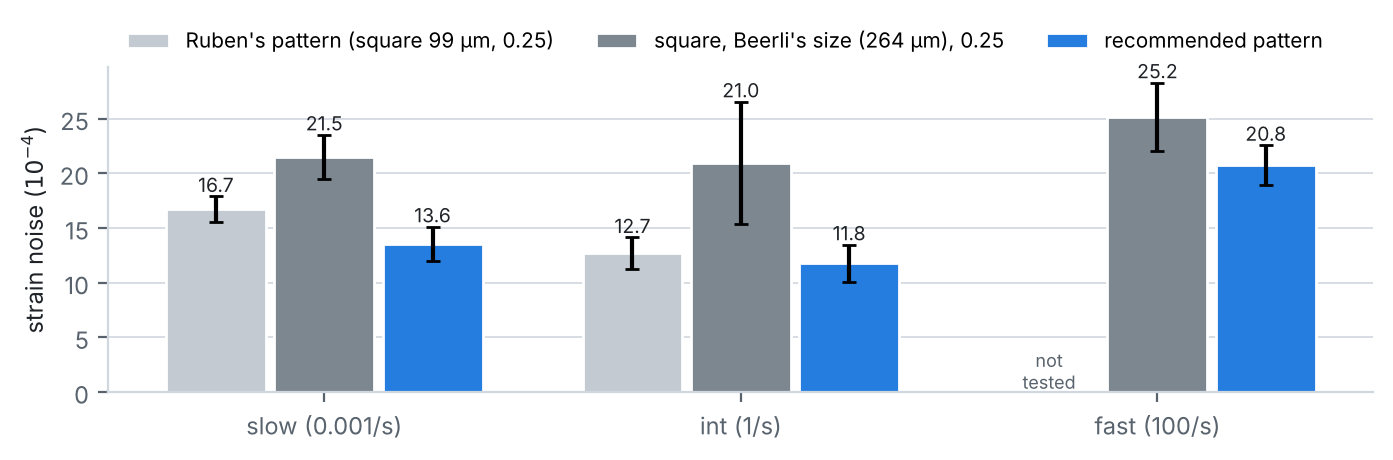 Ruben's pattern (square 99 µm, 0.25)
square, Beerli's size (264 µm), 0.25
recommended pattern
strain noise (10⁻⁴)
25
20
15
10
5
0
16.7
21.5
13.6
12.7
21.0
11.8
not
tested
25.2
20.8
slow (0.001/s)
int (1/s)
fast (100/s)